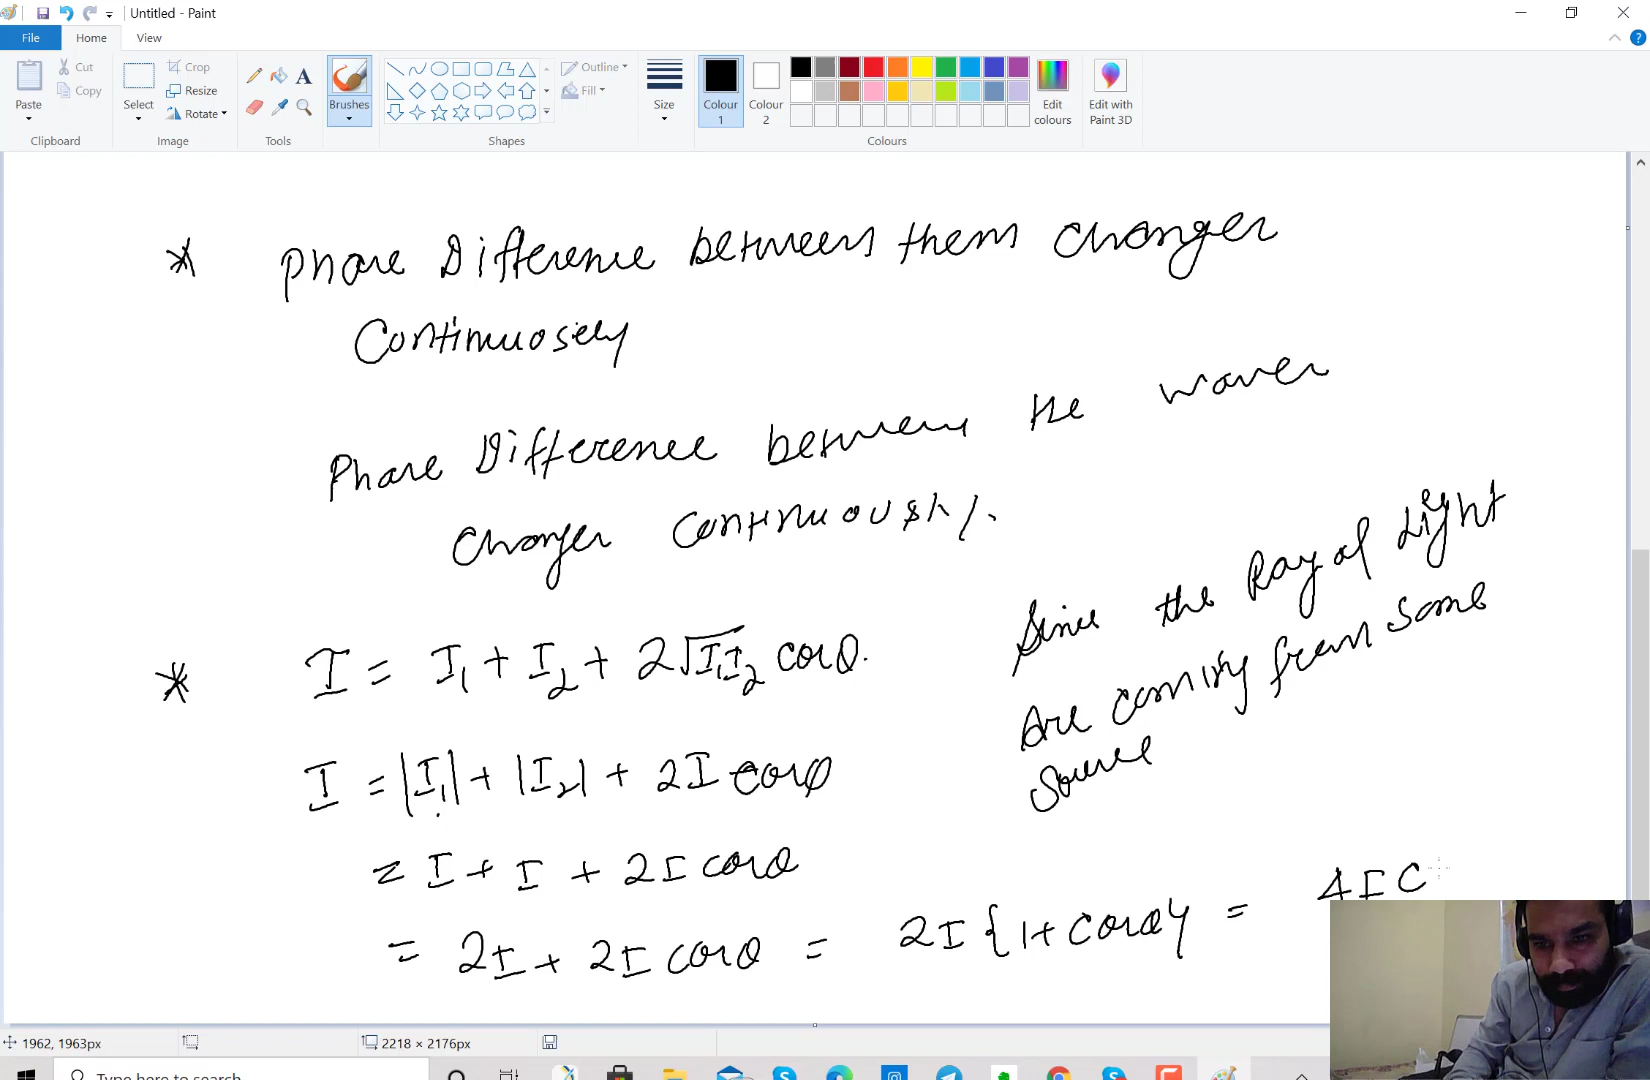 Untitled - Paint
File Home View
Paste
Cut
Copy
Clipboard
Select
Crop
Resize
Rotate
Image
A
Tools
Brushes
Outline
Fill
Shapes
Size
Colour 1
Colour 2
Edit colours
Edit with Paint 3D
Colours
* Phase Difference between them changes
Continuosely
Phase Difference between the waves
changes continuously.
* I = I1 + I2 + 2√I1I2 cosθ.
Since the Ray of Light
Are coming from Same
Source
I = |I1| + |I2| + 2I cosφ
= I + I + 2I cosθ
= 2I + 2I cosθ = 2I {1+ cosθ} = 4I C
1962, 1963px
2218 × 2176px
Type here to search